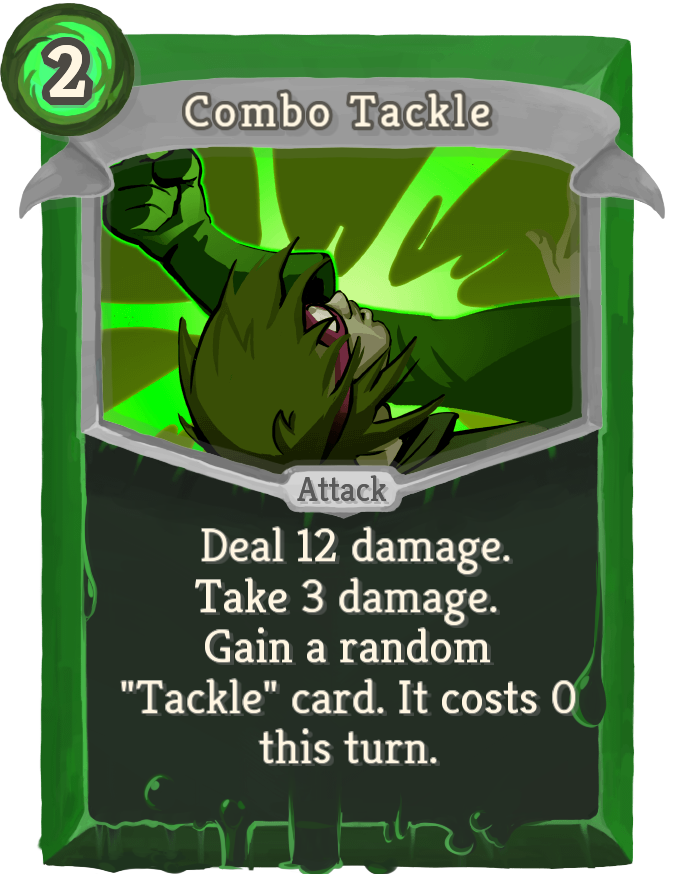 2
Combo Tackle
Attack
Deal 12 damage.
Take 3 damage.
Gain a random
"Tackle" card. It costs 0
this turn.